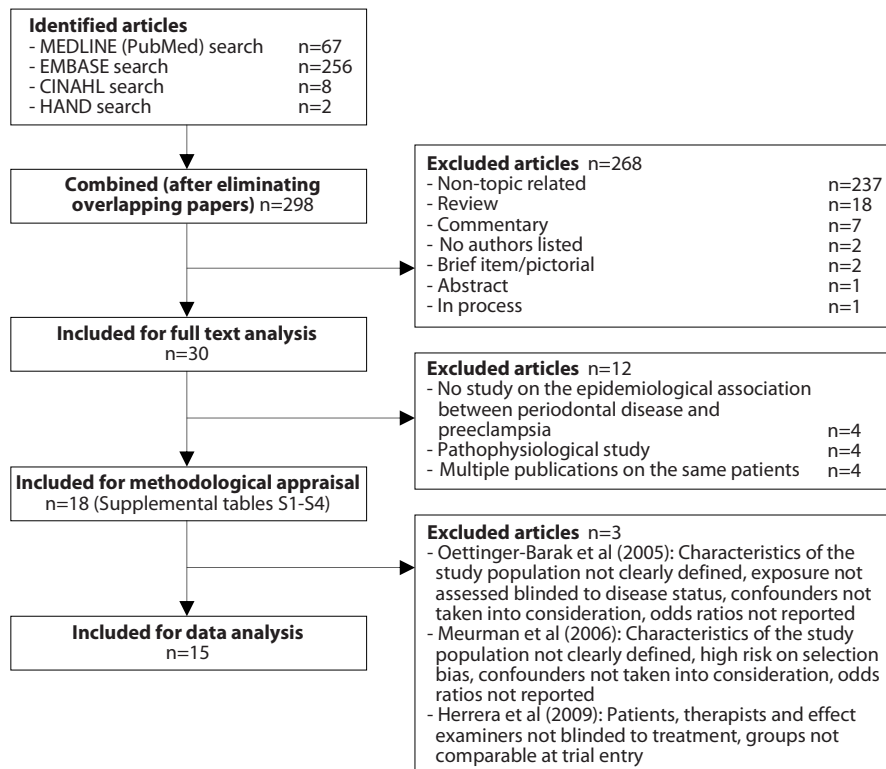 Identified articles
- MEDLINE (PubMed) search n=67
- EMBASE search n=256
- CINAHL search n=8
- HAND search n=2
Combined (after eliminating
overlapping papers) n=298
Excluded articles n=268
- Non-topic related n=237
- Review n=18
- Commentary n=7
- No authors listed n=2
- Brief item/pictorial n=2
- Abstract n=1
- In process n=1
Included for full text analysis
n=30
Excluded articles n=12
- No study on the epidemiological association
between periodontal disease and
preeclampsia n=4
- Pathophysiological study n=4
- Multiple publications on the same patients n=4
Included for methodological appraisal
n=18 (Supplemental tables S1-S4)
Excluded articles n=3
- Oettinger-Barak et al (2005): Characteristics of the
study population not clearly defined, exposure not
assessed blinded to disease status, confounders not
taken into consideration, odds ratios not reported
- Meurman et al (2006): Characteristics of the study
population not clearly defined, high risk on selection
bias, confounders not taken into consideration, odds
ratios not reported
- Herrera et al (2009): Patients, therapists and effect
examiners not blinded to treatment, groups not
comparable at trial entry
Included for data analysis
n=15